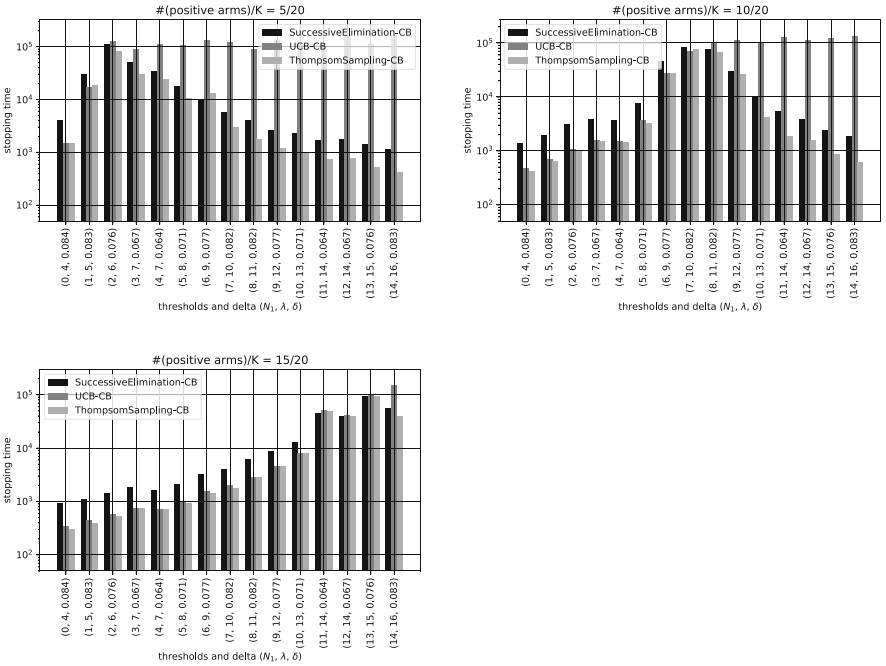 #(positive arms)/K = 5/20
SuccessiveElimination-CB
UCB-CB
ThompsomSampling-CB
stopping time
10^5
10^4
10^3
10^2
(0, 4, 0.084)
(1, 5, 0.083)
(2, 6, 0.076)
(3, 7, 0.067)
(4, 7, 0.064)
(5, 8, 0.071)
(6, 9, 0.077)
(7, 10, 0.082)
(8, 11, 0.082)
(9, 12, 0.077)
(10, 13, 0.071)
(11, 14, 0.064)
(12, 14, 0.067)
(13, 15, 0.076)
(14, 16, 0.083)
thresholds and delta (N₁, λ, δ)
#(positive arms)/K = 10/20
SuccessiveElimination-CB
UCB-CB
ThompsomSampling-CB
stopping time
10^5
10^4
10^3
10^2
(0, 4, 0.084)
(1, 5, 0.083)
(2, 6, 0.076)
(3, 7, 0.067)
(4, 7, 0.064)
(5, 8, 0.071)
(6, 9, 0.077)
(7, 10, 0.082)
(8, 11, 0.082)
(9, 12, 0.077)
(10, 13, 0.071)
(11, 14, 0.064)
(12, 14, 0.067)
(13, 15, 0.076)
(14, 16, 0.083)
thresholds and delta (N₁, λ, δ)
#(positive arms)/K = 15/20
SuccessiveElimination-CB
UCB-CB
ThompsomSampling-CB
stopping time
10^5
10^4
10^3
10^2
(0, 4, 0.084)
(1, 5, 0.083)
(2, 6, 0.076)
(3, 7, 0.067)
(4, 7, 0.064)
(5, 8, 0.071)
(6, 9, 0.077)
(7, 10, 0.082)
(8, 11, 0.082)
(9, 12, 0.077)
(10, 13, 0.071)
(11, 14, 0.064)
(12, 14, 0.067)
(13, 15, 0.076)
(14, 16, 0.083)
thresholds and delta (N₁, λ, δ)